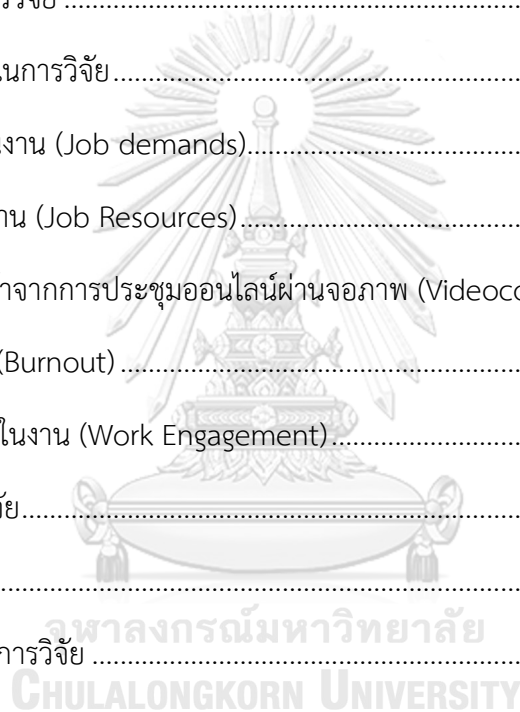 การวิจัย
ในการวิจัย...........................................................
งาน (Job demands)...........................................
งาน (Job Resources)............................................
จากการประชุมออนไลน์ผ่านจอภาพ (Videoco
(Burnout)..........................................................
ในงาน (Work Engagement)..............................
จุฬาลงกรณ์มหาวิทยาลัย
การวิจัย...............................................................
CHULALONGKORN UNIVERSITY